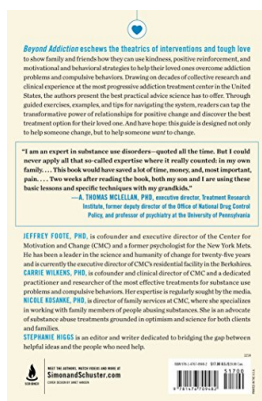 Beyond Addiction eschews the theatrics of interventions and tough love
to show family and friends how they can use kindness, positive reinforcement, and
motivational and behavioral strategies to help their loved ones overcome addiction
problems and compulsive behaviors. Drawing on decades of collective research and
clinical experience at the most progressive addiction treatment center in the United
States, the authors present the best practical advice science has to offer. Through
guided exercises, examples, and tips for navigating the system, readers can tap the
transformative power of relationships for positive change and discover the best
treatment option for their loved one. And have hope: this guide is designed not only
to help someone change, but to help someone want to change.
"I am an expert in substance use disorders—quoted all the time. But I could
never apply all that so-called expertise where it really counted: in my own
family. . . . This book would have saved a lot of time, money, and, most important,
pain. . . . Two weeks after reading the book, both my son and I are using these
basic lessons and specific techniques with my grandkids."
—A. THOMAS MCLELLAN, PHD, executive director, Treatment Research
Institute, former deputy director of the Office of National Drug Control
Policy, and professor of psychiatry at the University of Pennsylvania
JEFFREY FOOTE, PHD, is cofounder and executive director of the Center for
Motivation and Change (CMC) and a former psychologist for the New York Mets.
He has been a leader in the science and humanity of change for twenty-five years
and is currently the executive director of CMC's residential facility in the Berkshires.
CARRIE WILKENS, PHD, is cofounder and clinical director of CMC and a dedicated
practitioner and researcher of the most effective treatments for substance use
problems and compulsive behaviors. Her expertise is regularly sought by the media.
NICOLE KOSANKE, PHD, is director of family services at CMC, where she specializes
in working with family members of people abusing substances. She is an advocate
of substance abuse treatments grounded in optimism and science for both clients
and families.
STEPHANIE HIGGS is an editor and writer dedicated to bridging the gap between
helpful ideas and the people who need help.
MEET THE AUTHORS, WATCH VIDEOS AND MORE AT
SimonandSchuster.com
SCRIBNER
51700